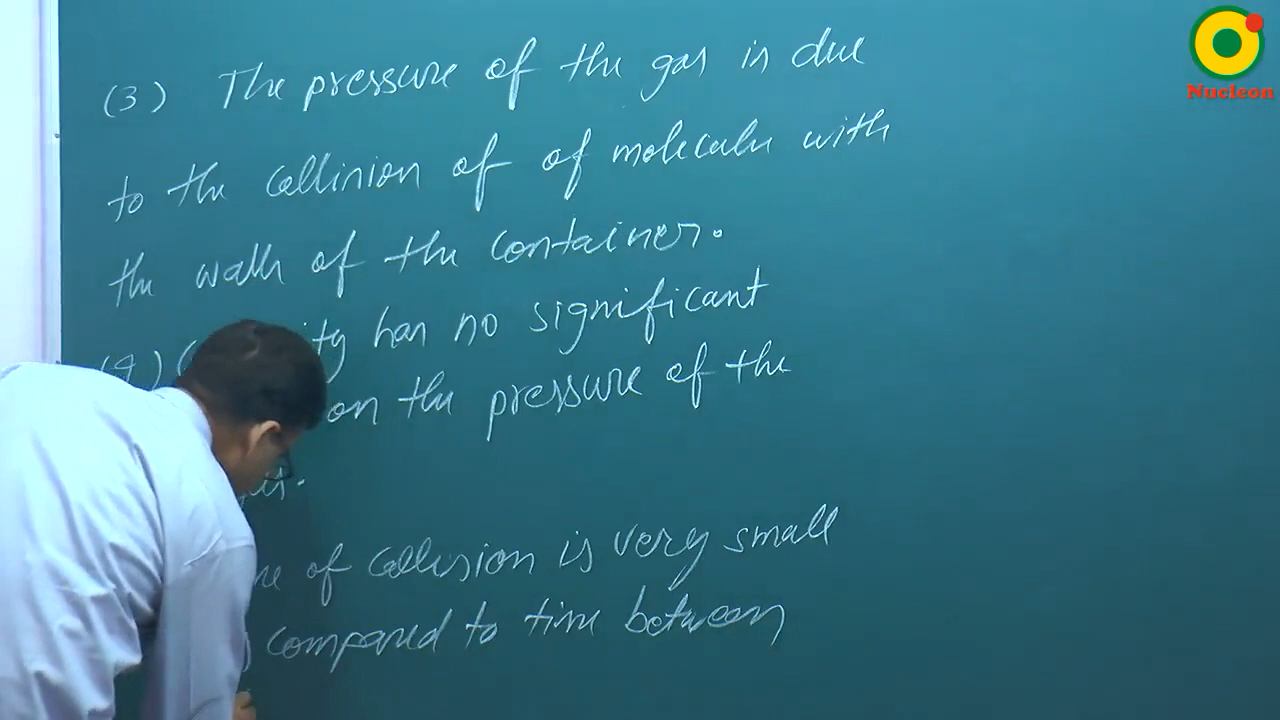 (3) The pressure of the gas is due
to the collision of of molecules with
the walls of the container.
(4) has no significant
on the pressure of the
of collision is very small
compared to time between
Nucleon